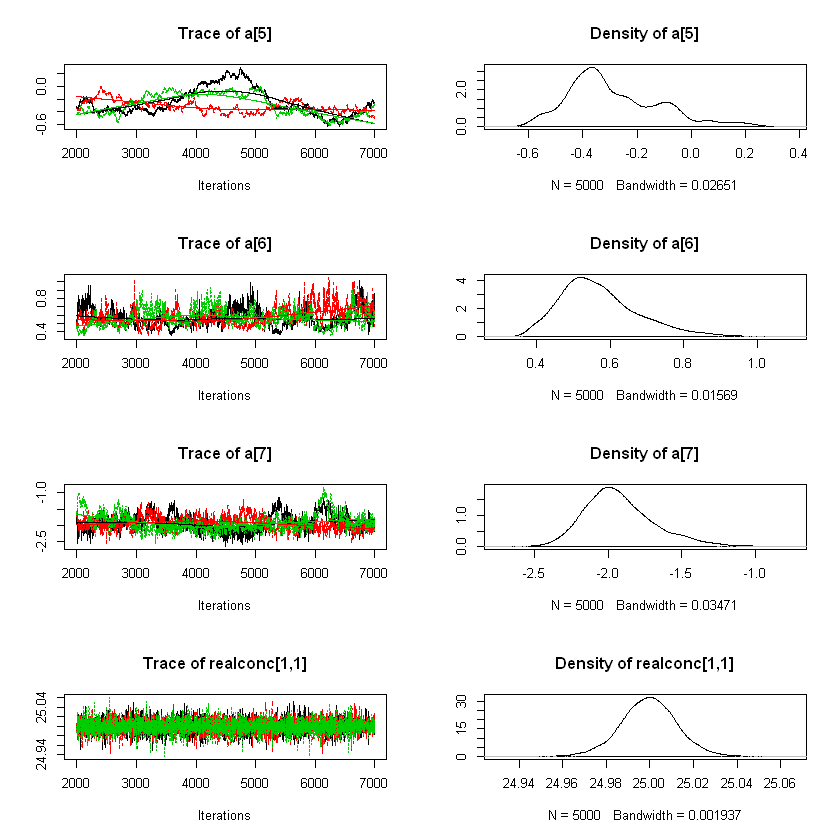 Trace of a[5]
0.0
-0.6
2000 3000 4000 5000 6000 7000
Iterations
Density of a[5]
2.0
0.0
-0.6 -0.4 -0.2 0.0 0.2 0.4
N = 5000 Bandwidth = 0.02651
Trace of a[6]
0.8
0.4
2000 3000 4000 5000 6000 7000
Iterations
Density of a[6]
4
2
0
0.4 0.6 0.8 1.0
N = 5000 Bandwidth = 0.01569
Trace of a[7]
-1.0
-2.5
2000 3000 4000 5000 6000 7000
Iterations
Density of a[7]
1.0
0.0
-2.5 -2.0 -1.5 -1.0
N = 5000 Bandwidth = 0.03471
Trace of realconc[1,1]
25.04
24.94
2000 3000 4000 5000 6000 7000
Iterations
Density of realconc[1,1]
30
15
0
24.94 24.96 24.98 25.00 25.02 25.04 25.06
N = 5000 Bandwidth = 0.001937